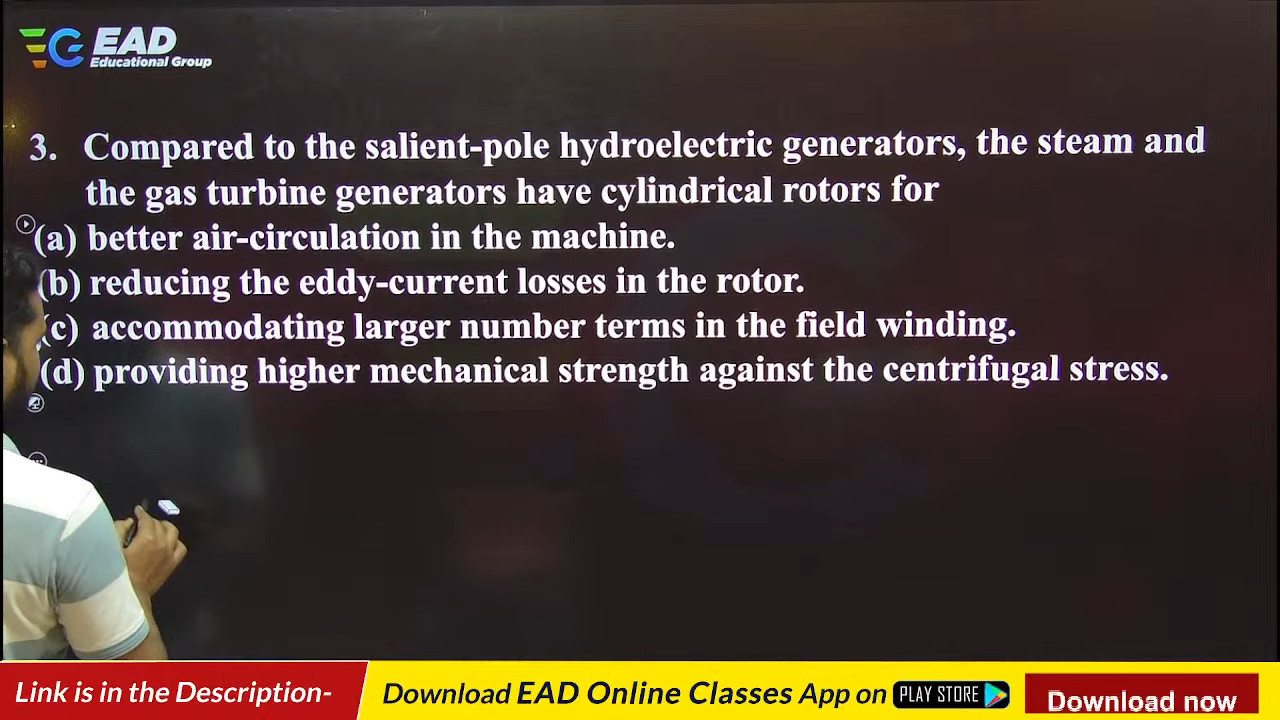 EAD
Educational Group
3. Compared to the salient-pole hydroelectric generators, the steam and
the gas turbine generators have cylindrical rotors for
(a) better air-circulation in the machine.
(b) reducing the eddy-current losses in the rotor.
(c) accommodating larger number terms in the field winding.
(d) providing higher mechanical strength against the centrifugal stress.
Link is in the Description-
Download EAD Online Classes App on
PLAY STORE
Download now